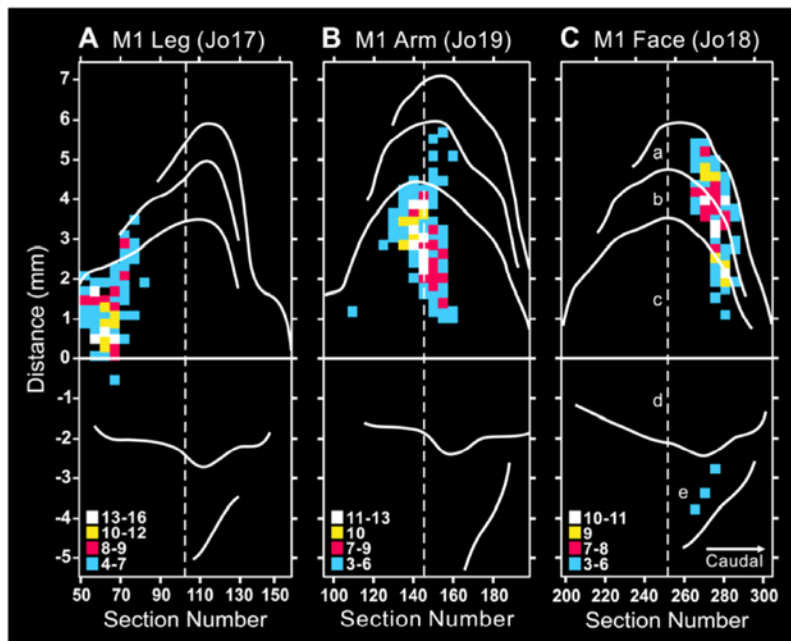 A M1 Leg (Jo17)
B M1 Arm (Jo19)
C M1 Face (Jo18)
Distance (mm)
7
6
5
4
3
2
1
0
-1
-2
-3
-4
-5
a
b
c
d
e
13-16
10-12
8-9
4-7
11-13
10
7-9
3-6
10-11
9
7-8
3-6
Caudal
50 70 90 110 130 150
100 120 140 160 180
200 220 240 260 280 300
Section Number
Section Number
Section Number